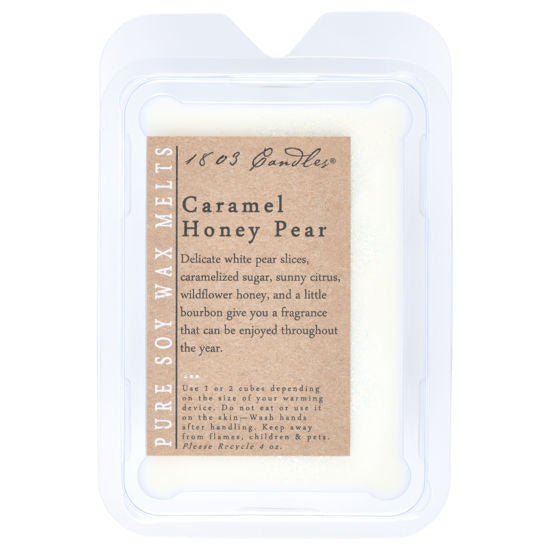 PURE SOY WAX MELTS
1803 Candles®
Caramel
Honey Pear
Delicate white pear slices,
caramelized sugar, sunny citrus,
wildflower honey, and a little
bourbon give you a fragrance
that can be enjoyed throughout
the year.
Use 1 or 2 cubes depending
on the size of your warming
device. Do not eat or use it
on the skin—Wash hands
after handling. Keep away
from flames, children & pets.
Please Recycle 4 oz.